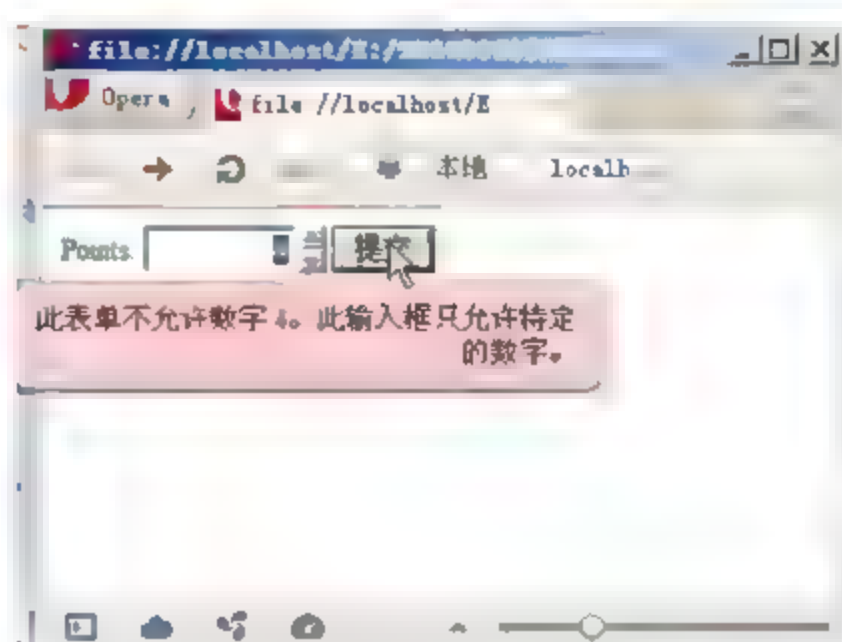 file://localhost/E:/
Opera file //localhost/E
本地 localh
Points 提交
此表单不允许数字 。此输入框只允许特定
的数字。